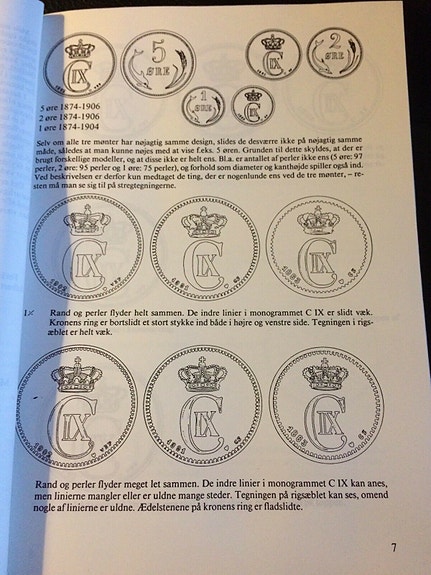 5 ØRE
2 ØRE
1 ØRE
5 øre 1874-1906
2 øre 1874-1906
1 øre 1874-1904
Selv om alle tre mønter har nøjagtig samme design, slides de desværre ikke på nøjagtig samme
måde, således at man kunne nøjes med at vise f.eks. 5 øren. Grunden til dette skyldes, at der er
brugt forskellige modeller, og at disse ikke er helt ens. Bl.a. er antallet af perler ikke ens (5 øre: 97
perler, 2 øre: 95 perler og 1 øre: 75 perler), og forhold som diameter og kanthøjde spiller også ind.
Ved beskrivelsen er derfor kun medtaget de ting, der er nogenlunde ens ved de tre mønter, – re-
sten må man se sig til på stregtegningerne.
C IX
C IX
C IX
1× Rand og perler flyder helt sammen. De indre linier i monogrammet C IX er slidt væk.
Kronens ring er bortslidt et stort stykke ind både i højre og venstre side. Tegningen i rigs-
æblet er helt væk.
C IX
C IX
C IX
Rand og perler flyder meget let sammen. De indre linier i monogrammet C IX kan anes,
men linierne mangler eller er uldne mange steder. Tegningen på rigsæblet kan ses, omend
nogle af linierne er uldne. Ædelstenene på kronens ring er fladslidte.
7